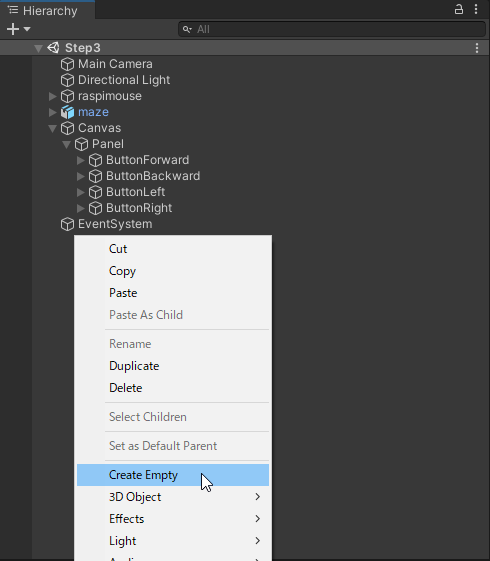 Hierarchy
All
Step3
Main Camera
Directional Light
raspimouse
maze
Canvas
Panel
ButtonForward
ButtonBackward
ButtonLeft
ButtonRight
EventSystem
Cut
Copy
Paste
Paste As Child
Rename
Duplicate
Delete
Select Children
Set as Default Parent
Create Empty
3D Object
Effects
Light